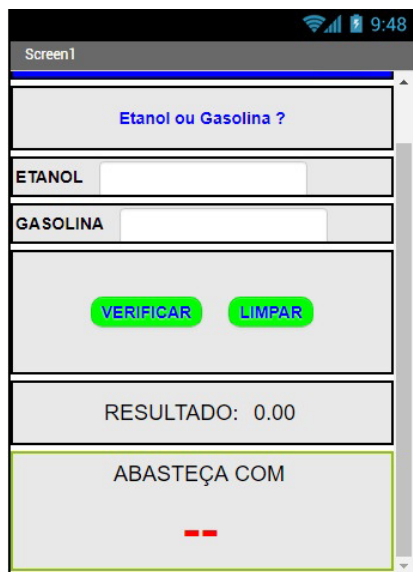 9:48
Screen1
Etanol ou Gasolina ?
ETANOL
GASOLINA
VERIFICAR LIMPAR
RESULTADO: 0.00
ABASTEÇA COM
--